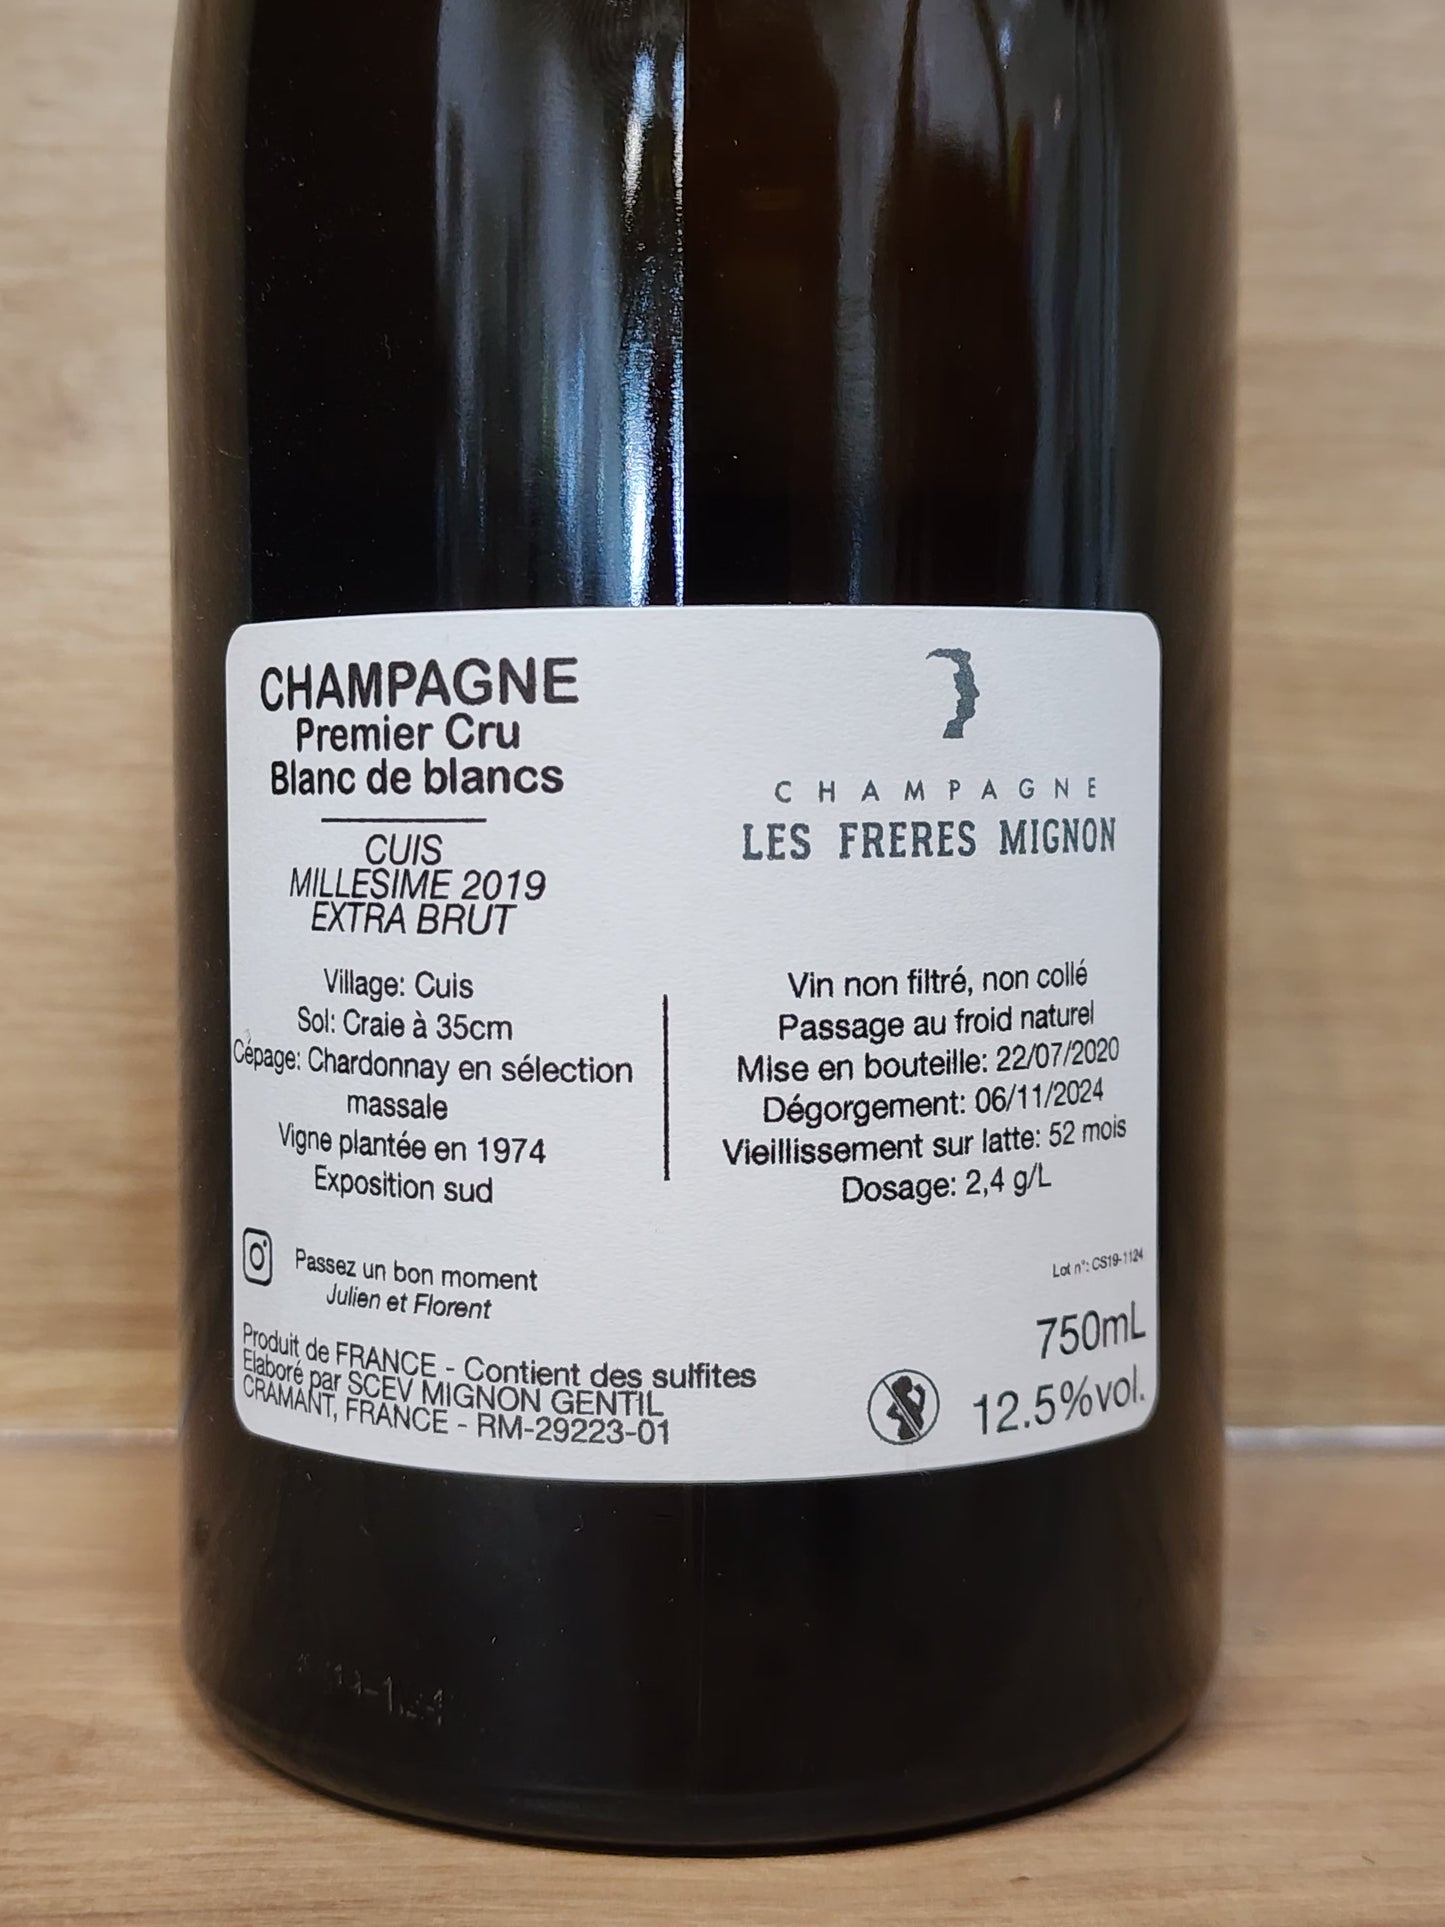 CHAMPAGNE
Premier Cru
Blanc de blancs
CUIS
MILLESIME 2019
EXTRA BRUT
Village: Cuis
Sol: Craie à 35cm
Cépage: Chardonnay en sélection
massale
Vigne plantée en 1974
Exposition sud
Passez un bon moment
Julien et Florent
Produit de FRANCE - Contient des sulfites
Elaboré par SCEV MIGNON GENTIL
CRAMANT, FRANCE - RM-29223-01
CHAMPAGNE
LES FRERES MIGNON
Vin non filtré, non collé
Passage au froid naturel
Mise en bouteille: 22/07/2020
Dégorgement: 06/11/2024
Vieillissement sur latte: 52 mois
Dosage: 2,4 g/L
Lot n°: CS19-1124
750mL
12.5%vol.